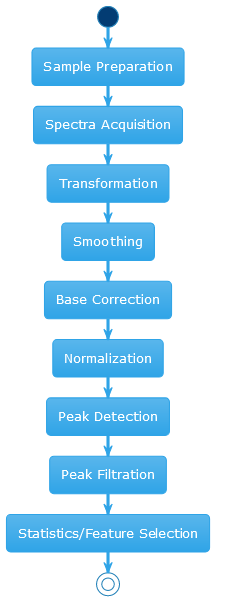 Sample Preparation
Spectra Acquisition
Transformation
Smoothing
Base Correction
Normalization
Peak Detection
Peak Filtration
Statistics/Feature Selection